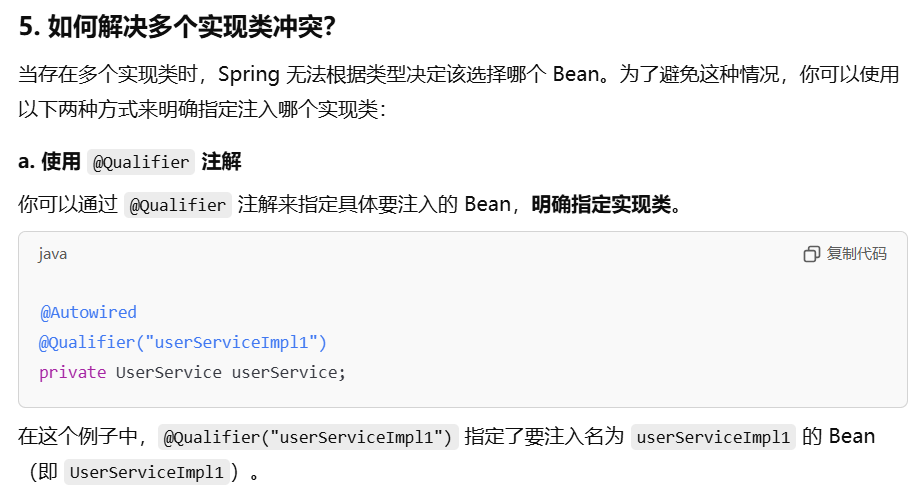 5. 如何解决多个实现类冲突？
当存在多个实现类时，Spring 无法根据类型决定该选择哪个 Bean。为了避免这种情况，你可以使用
以下两种方式来明确指定注入哪个实现类：
a. 使用 @Qualifier 注解
你可以通过 @Qualifier 注解来指定具体要注入的 Bean，明确指定实现类。
java 复制代码
@Autowired
@Qualifier("userServiceImpl1")
private UserService userService;
在这个例子中，@Qualifier("userServiceImpl1") 指定了要注入名为 userServiceImpl1 的 Bean
（即 UserServiceImpl1）。